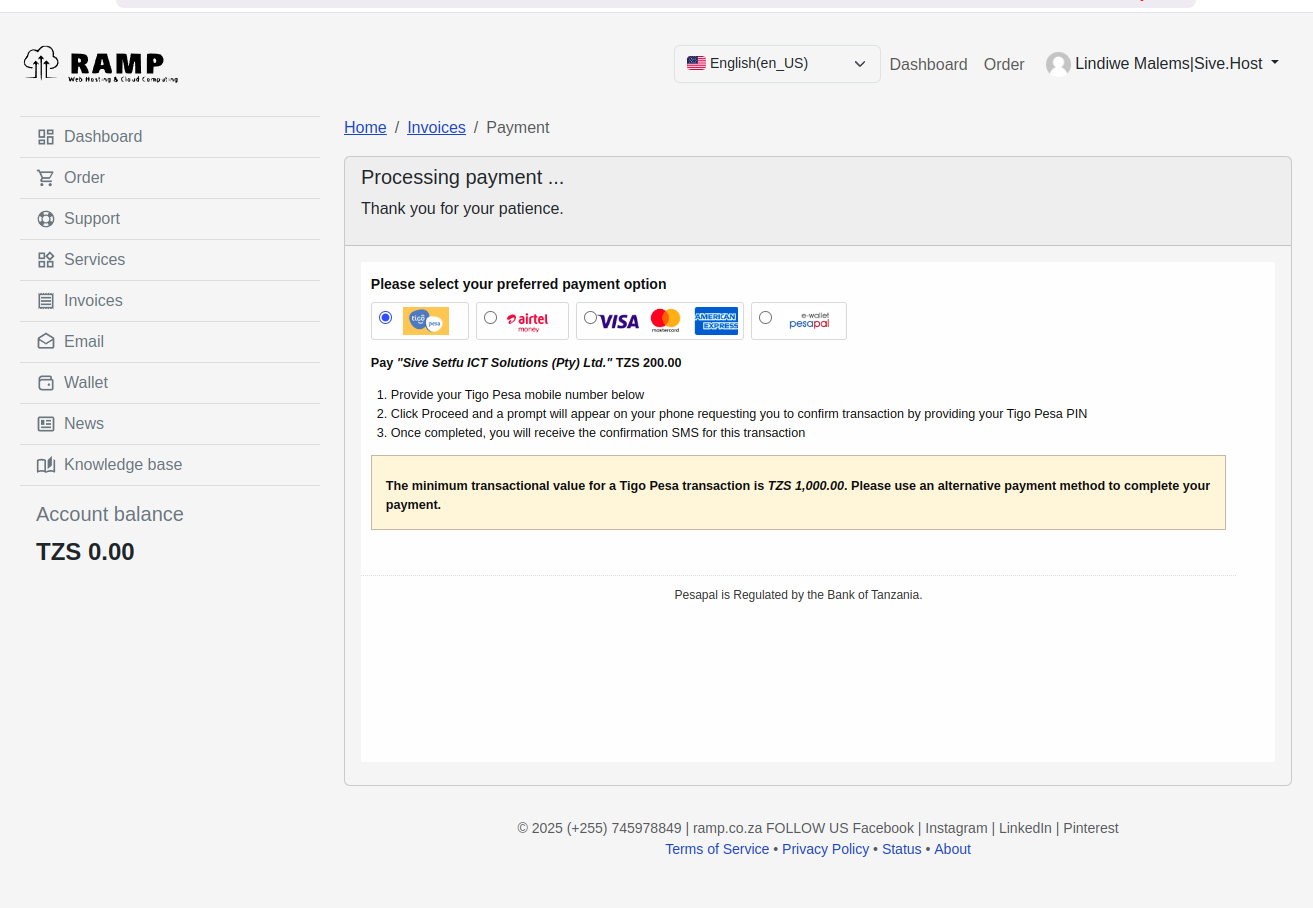 RAMP
Web Hosting & Cloud Computing
English(en_US)
Dashboard
Order
Lindiwe Malems|Sive.Host
Dashboard
Order
Support
Services
Invoices
Email
Wallet
News
Knowledge base
Account balance
TZS 0.00
Home / Invoices / Payment
Processing payment ...
Thank you for your patience.
Please select your preferred payment option
tigo pesa
airtel money
VISA
mastercard
AMERICAN EXPRESS
e-wallet
pesapal
Pay "Sive Setfu ICT Solutions (Pty) Ltd." TZS 200.00
1. Provide your Tigo Pesa mobile number below
2. Click Proceed and a prompt will appear on your phone requesting you to confirm transaction by providing your Tigo Pesa PIN
3. Once completed, you will receive the confirmation SMS for this transaction
The minimum transactional value for a Tigo Pesa transaction is TZS 1,000.00. Please use an alternative payment method to complete your
payment.
Pesapal is Regulated by the Bank of Tanzania.
© 2025 (+255) 745978849 | ramp.co.za FOLLOW US Facebook | Instagram | LinkedIn | Pinterest
Terms of Service • Privacy Policy • Status • About